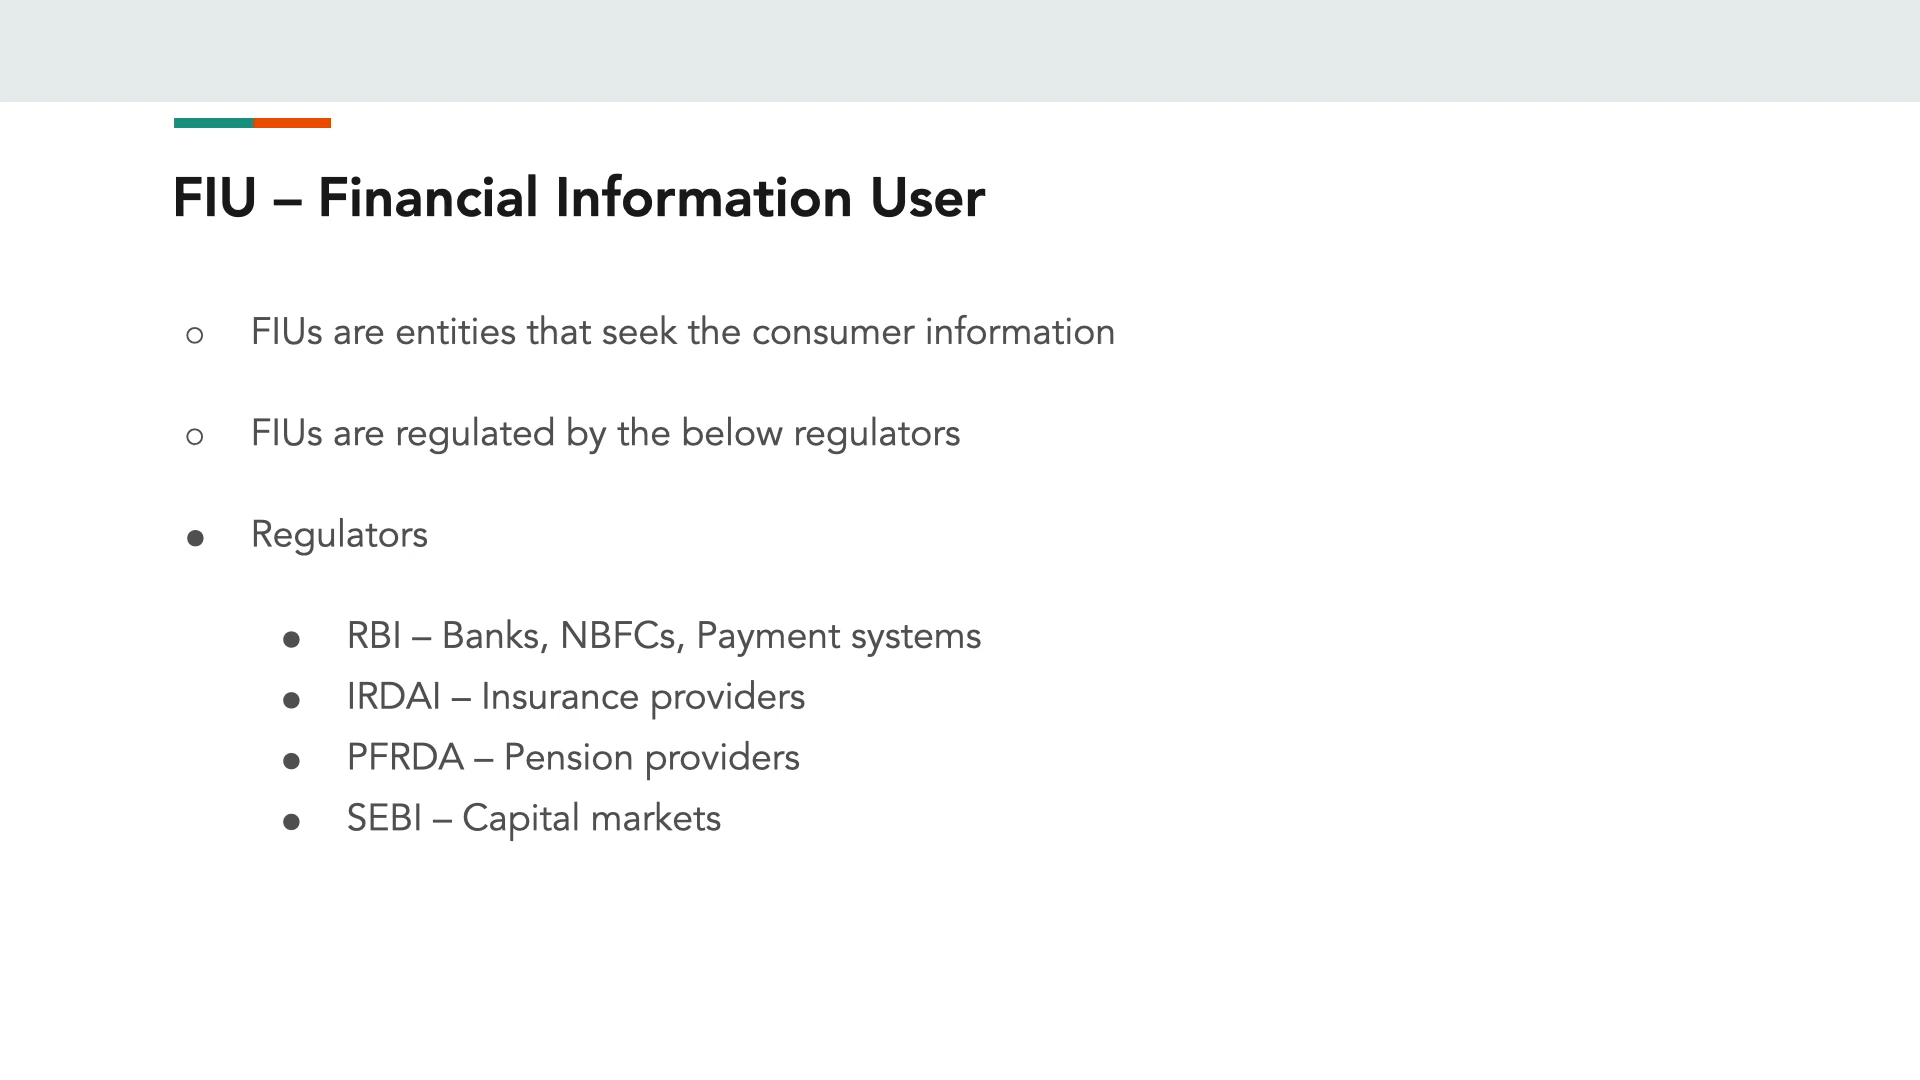 FIU – Financial Information User
○ FIUs are entities that seek the consumer information
○ FIUs are regulated by the below regulators
● Regulators
● RBI – Banks, NBFCs, Payment systems
● IRDAI – Insurance providers
● PFRDA – Pension providers
● SEBI – Capital markets